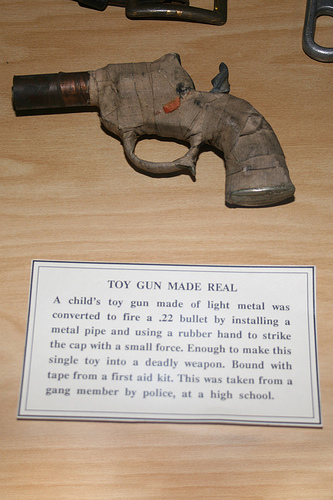 TOY GUN MADE REAL
A child's toy gun made of light metal was
converted to fire a .22 bullet by installing a
metal pipe and using a rubber hand to strike
the cap with a small force. Enough to make this
single toy into a deadly weapon. Bound with
tape from a first aid kit. This was taken from a
gang member by police, at a high school.